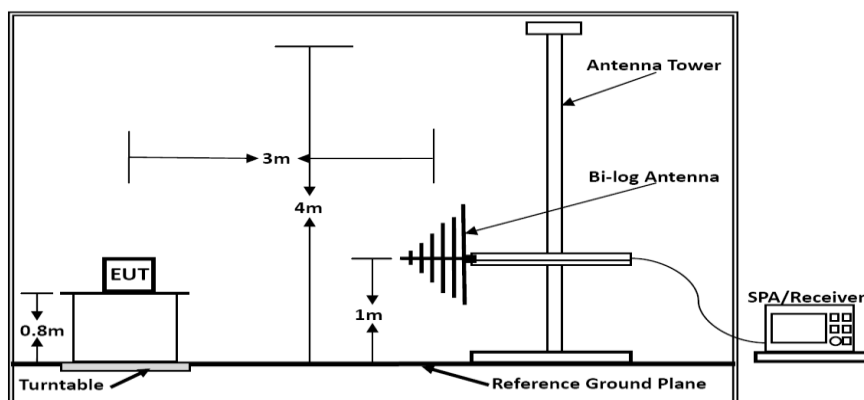 Antenna Tower
3m
Bi-log Antenna
4m
EUT
0.8m
1m
SPA/Receiver
Turntable
Reference Ground Plane